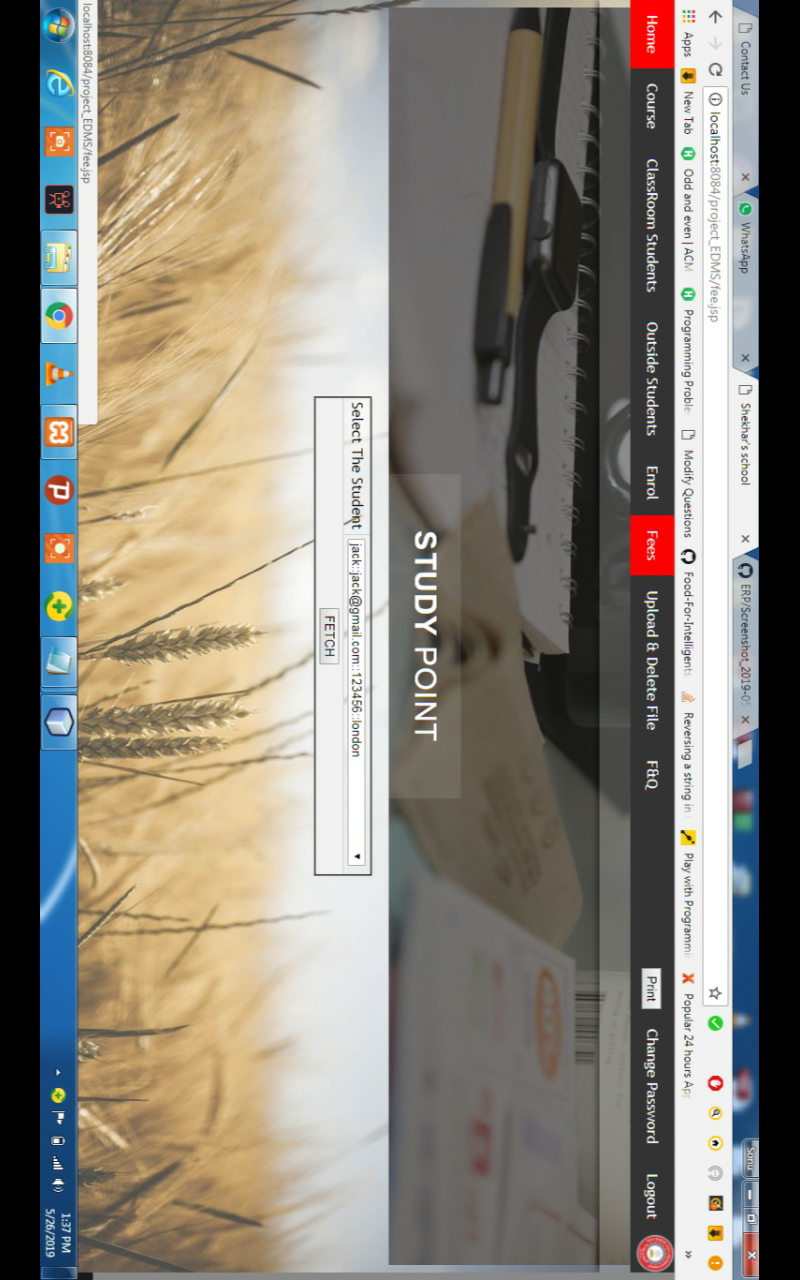 Contact Us
WhatsApp
Shekhar's school
ERP/Screenshot_2019-05
Sonu
localhost:8084/project_EDMS/fee.jsp
Apps New Tab Odd and even | ACM Programming Proble Modify Questions Food-For-Intelligents Reversing a string in Play with Programmi Popular 24 hours Ap »
Home Course ClassRoom Students Outside Students Enrol Fees Upload & Delete File F&Q Print Change Password Logout
STUDY POINT
Select The Student jack::jack@gmail.com::123456::london
FETCH
localhost:8084/project_EDMS/fee.jsp
1:37 PM
5/26/2019